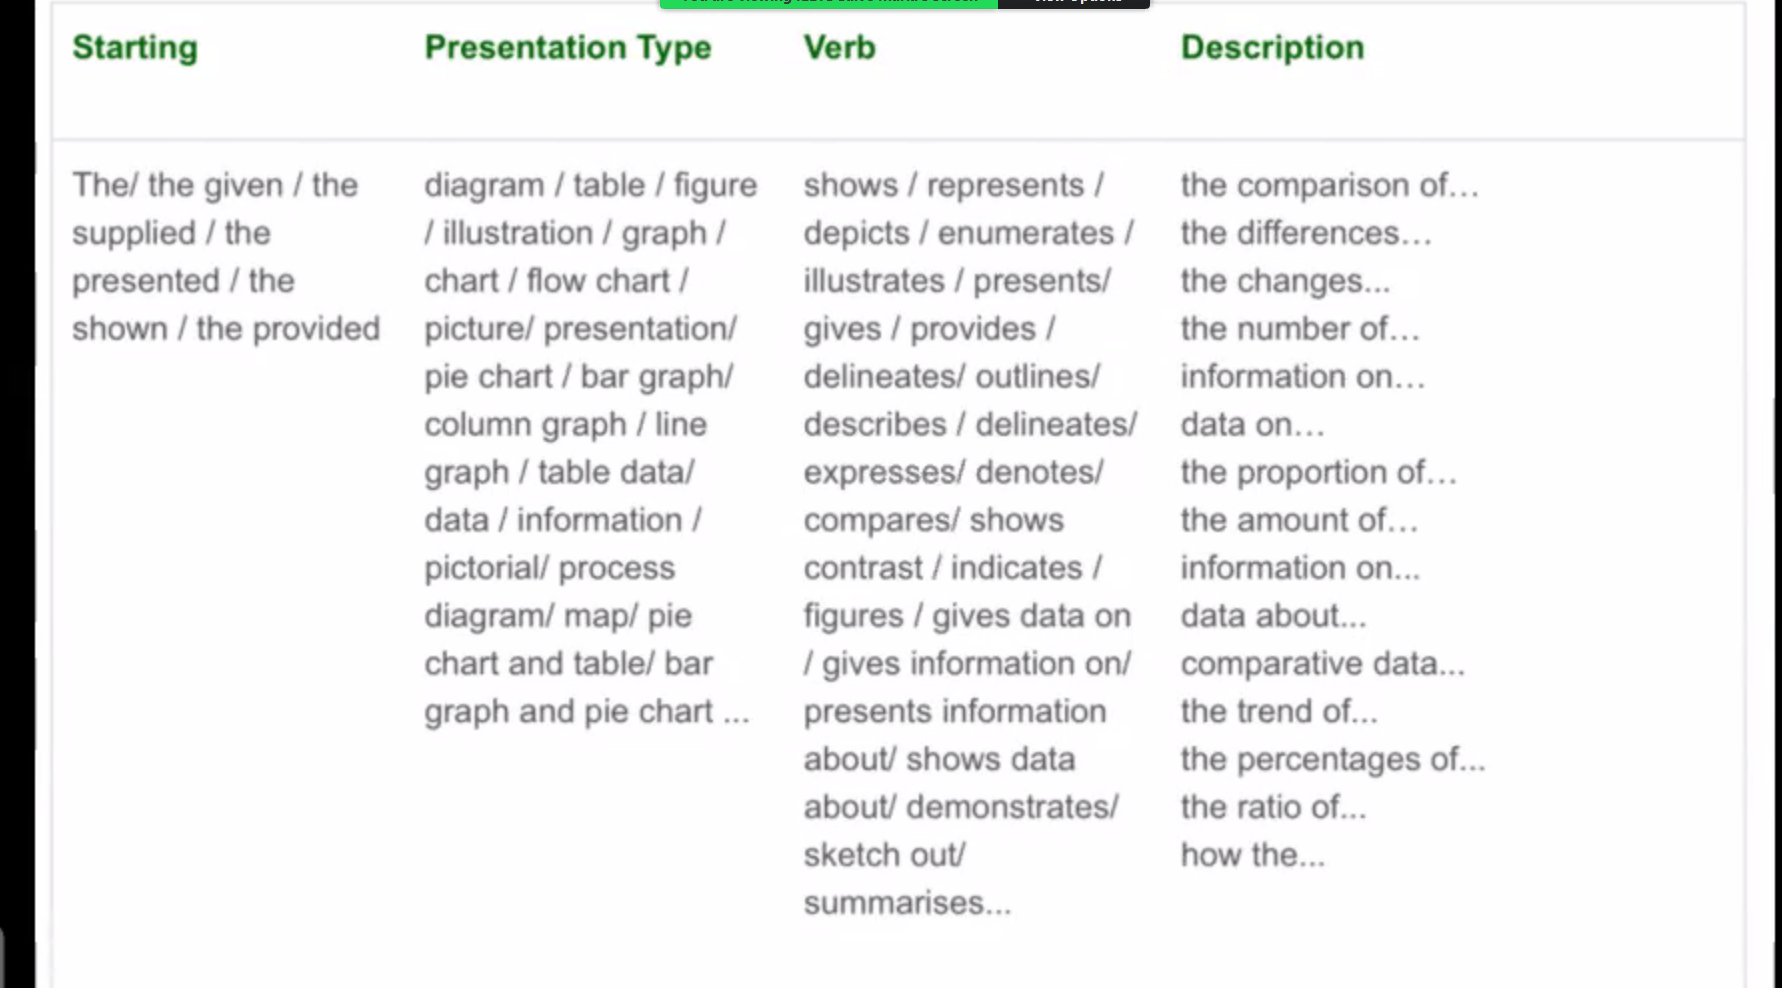 Starting
Presentation Type
Verb
Description
The/ the given / the
supplied / the
presented / the
shown / the provided
diagram / table / figure
/ illustration / graph /
chart / flow chart /
picture/ presentation/
pie chart / bar graph/
column graph / line
graph / table data/
data / information /
pictorial/ process
diagram/ map/ pie
chart and table/ bar
graph and pie chart ...
shows / represents /
depicts / enumerates /
illustrates / presents/
gives / provides /
delineates/ outlines/
describes / delineates/
expresses/ denotes/
compares/ shows
contrast / indicates /
figures / gives data on
/ gives information on/
presents information
about/ shows data
about/ demonstrates/
sketch out/
summarises...
the comparison of…
the differences…
the changes...
the number of…
information on…
data on…
the proportion of…
the amount of…
information on...
data about...
comparative data...
the trend of...
the percentages of...
the ratio of...
how the...